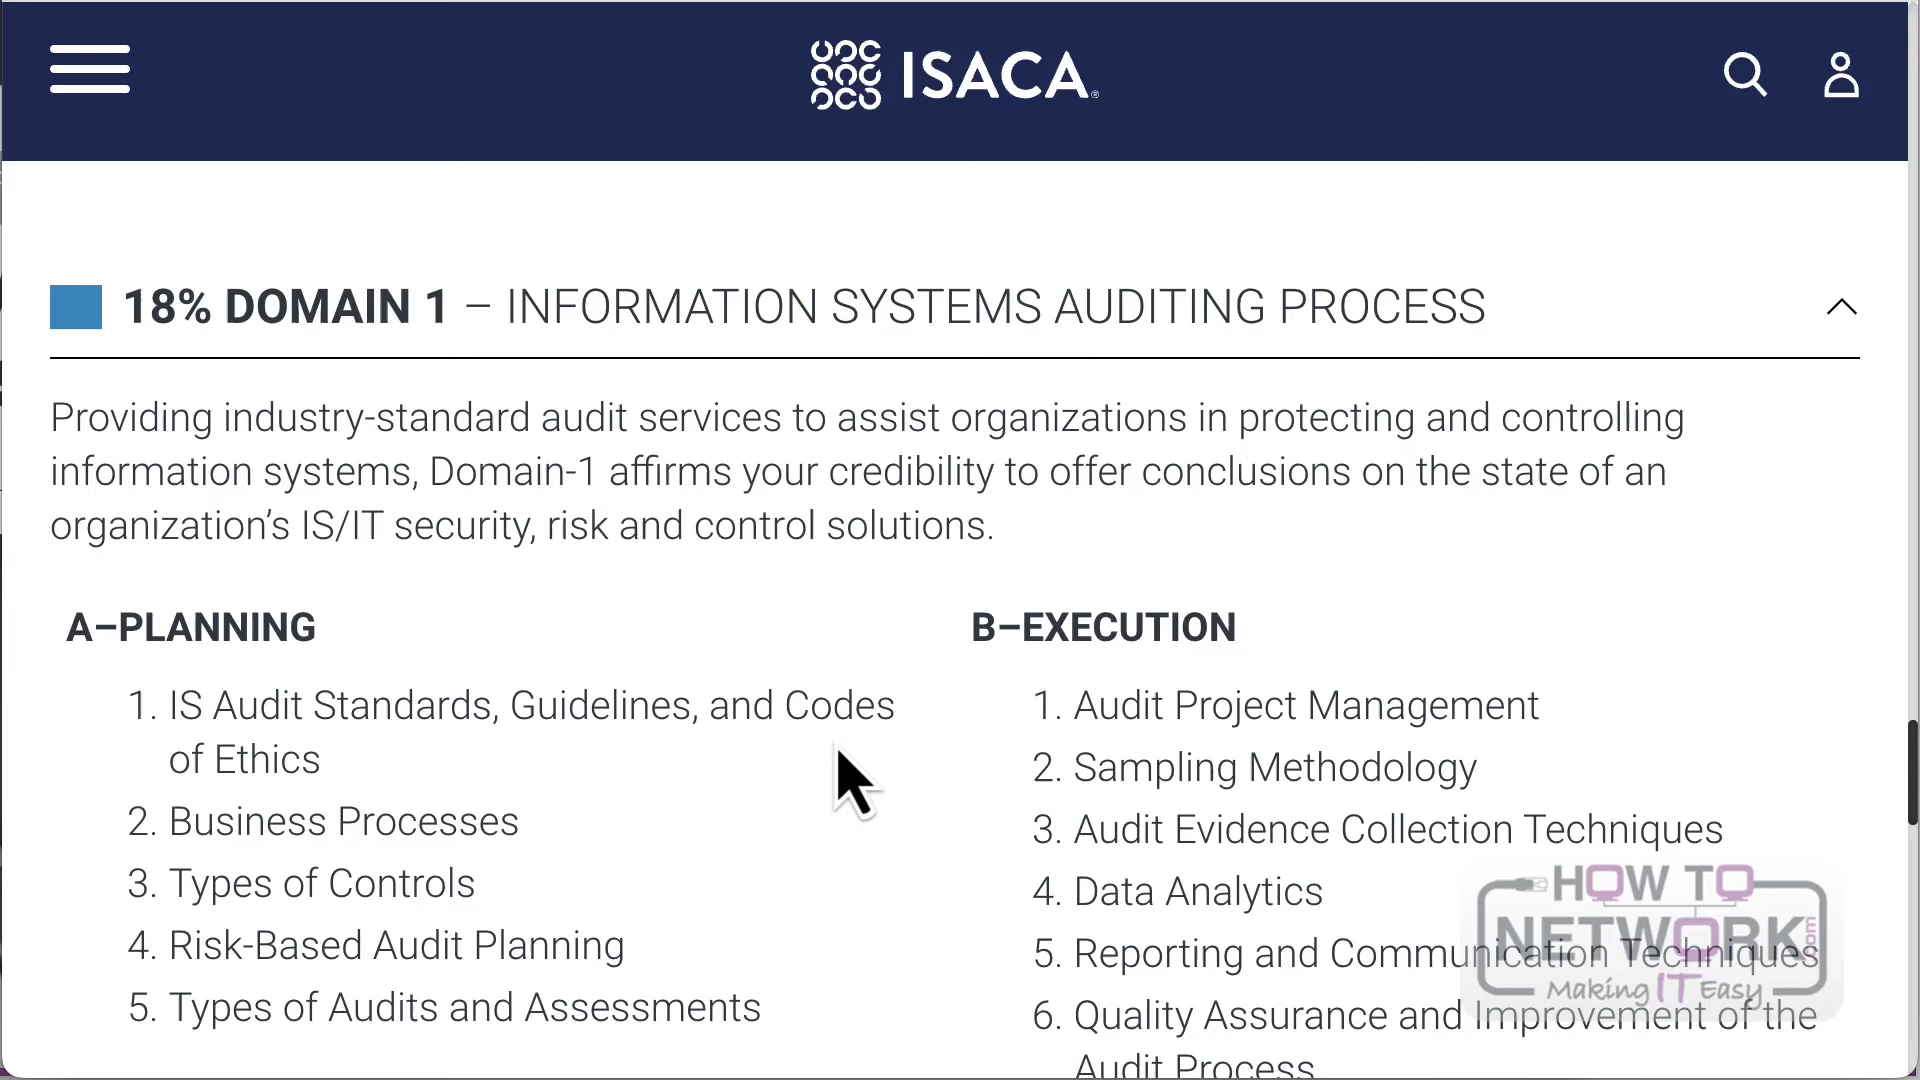 ISACA®
18% DOMAIN 1 – INFORMATION SYSTEMS AUDITING PROCESS
Providing industry-standard audit services to assist organizations in protecting and controlling
information systems, Domain-1 affirms your credibility to offer conclusions on the state of an
organization’s IS/IT security, risk and control solutions.
A–PLANNING
1. IS Audit Standards, Guidelines, and Codes
of Ethics
2. Business Processes
3. Types of Controls
4. Risk-Based Audit Planning
5. Types of Audits and Assessments
B–EXECUTION
1. Audit Project Management
2. Sampling Methodology
3. Audit Evidence Collection Techniques
4. Data Analytics
5. Reporting and Communication Techniques
6. Quality Assurance and Improvement of the
Audit Process
HOW TO
NETWORK.com
Making IT Easy